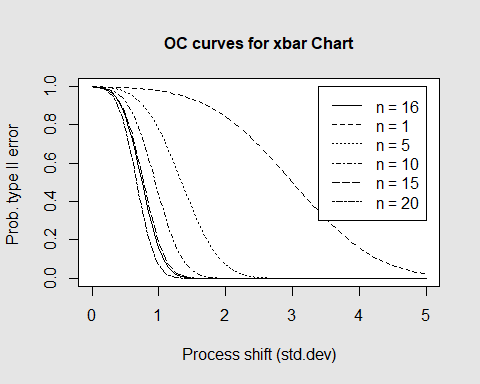 OC curves for xbar Chart
Prob. type II error
1.0
0.8
0.6
0.4
0.2
0.0
n = 16
n = 1
n = 5
n = 10
n = 15
n = 20
0 1 2 3 4 5
Process shift (std.dev)